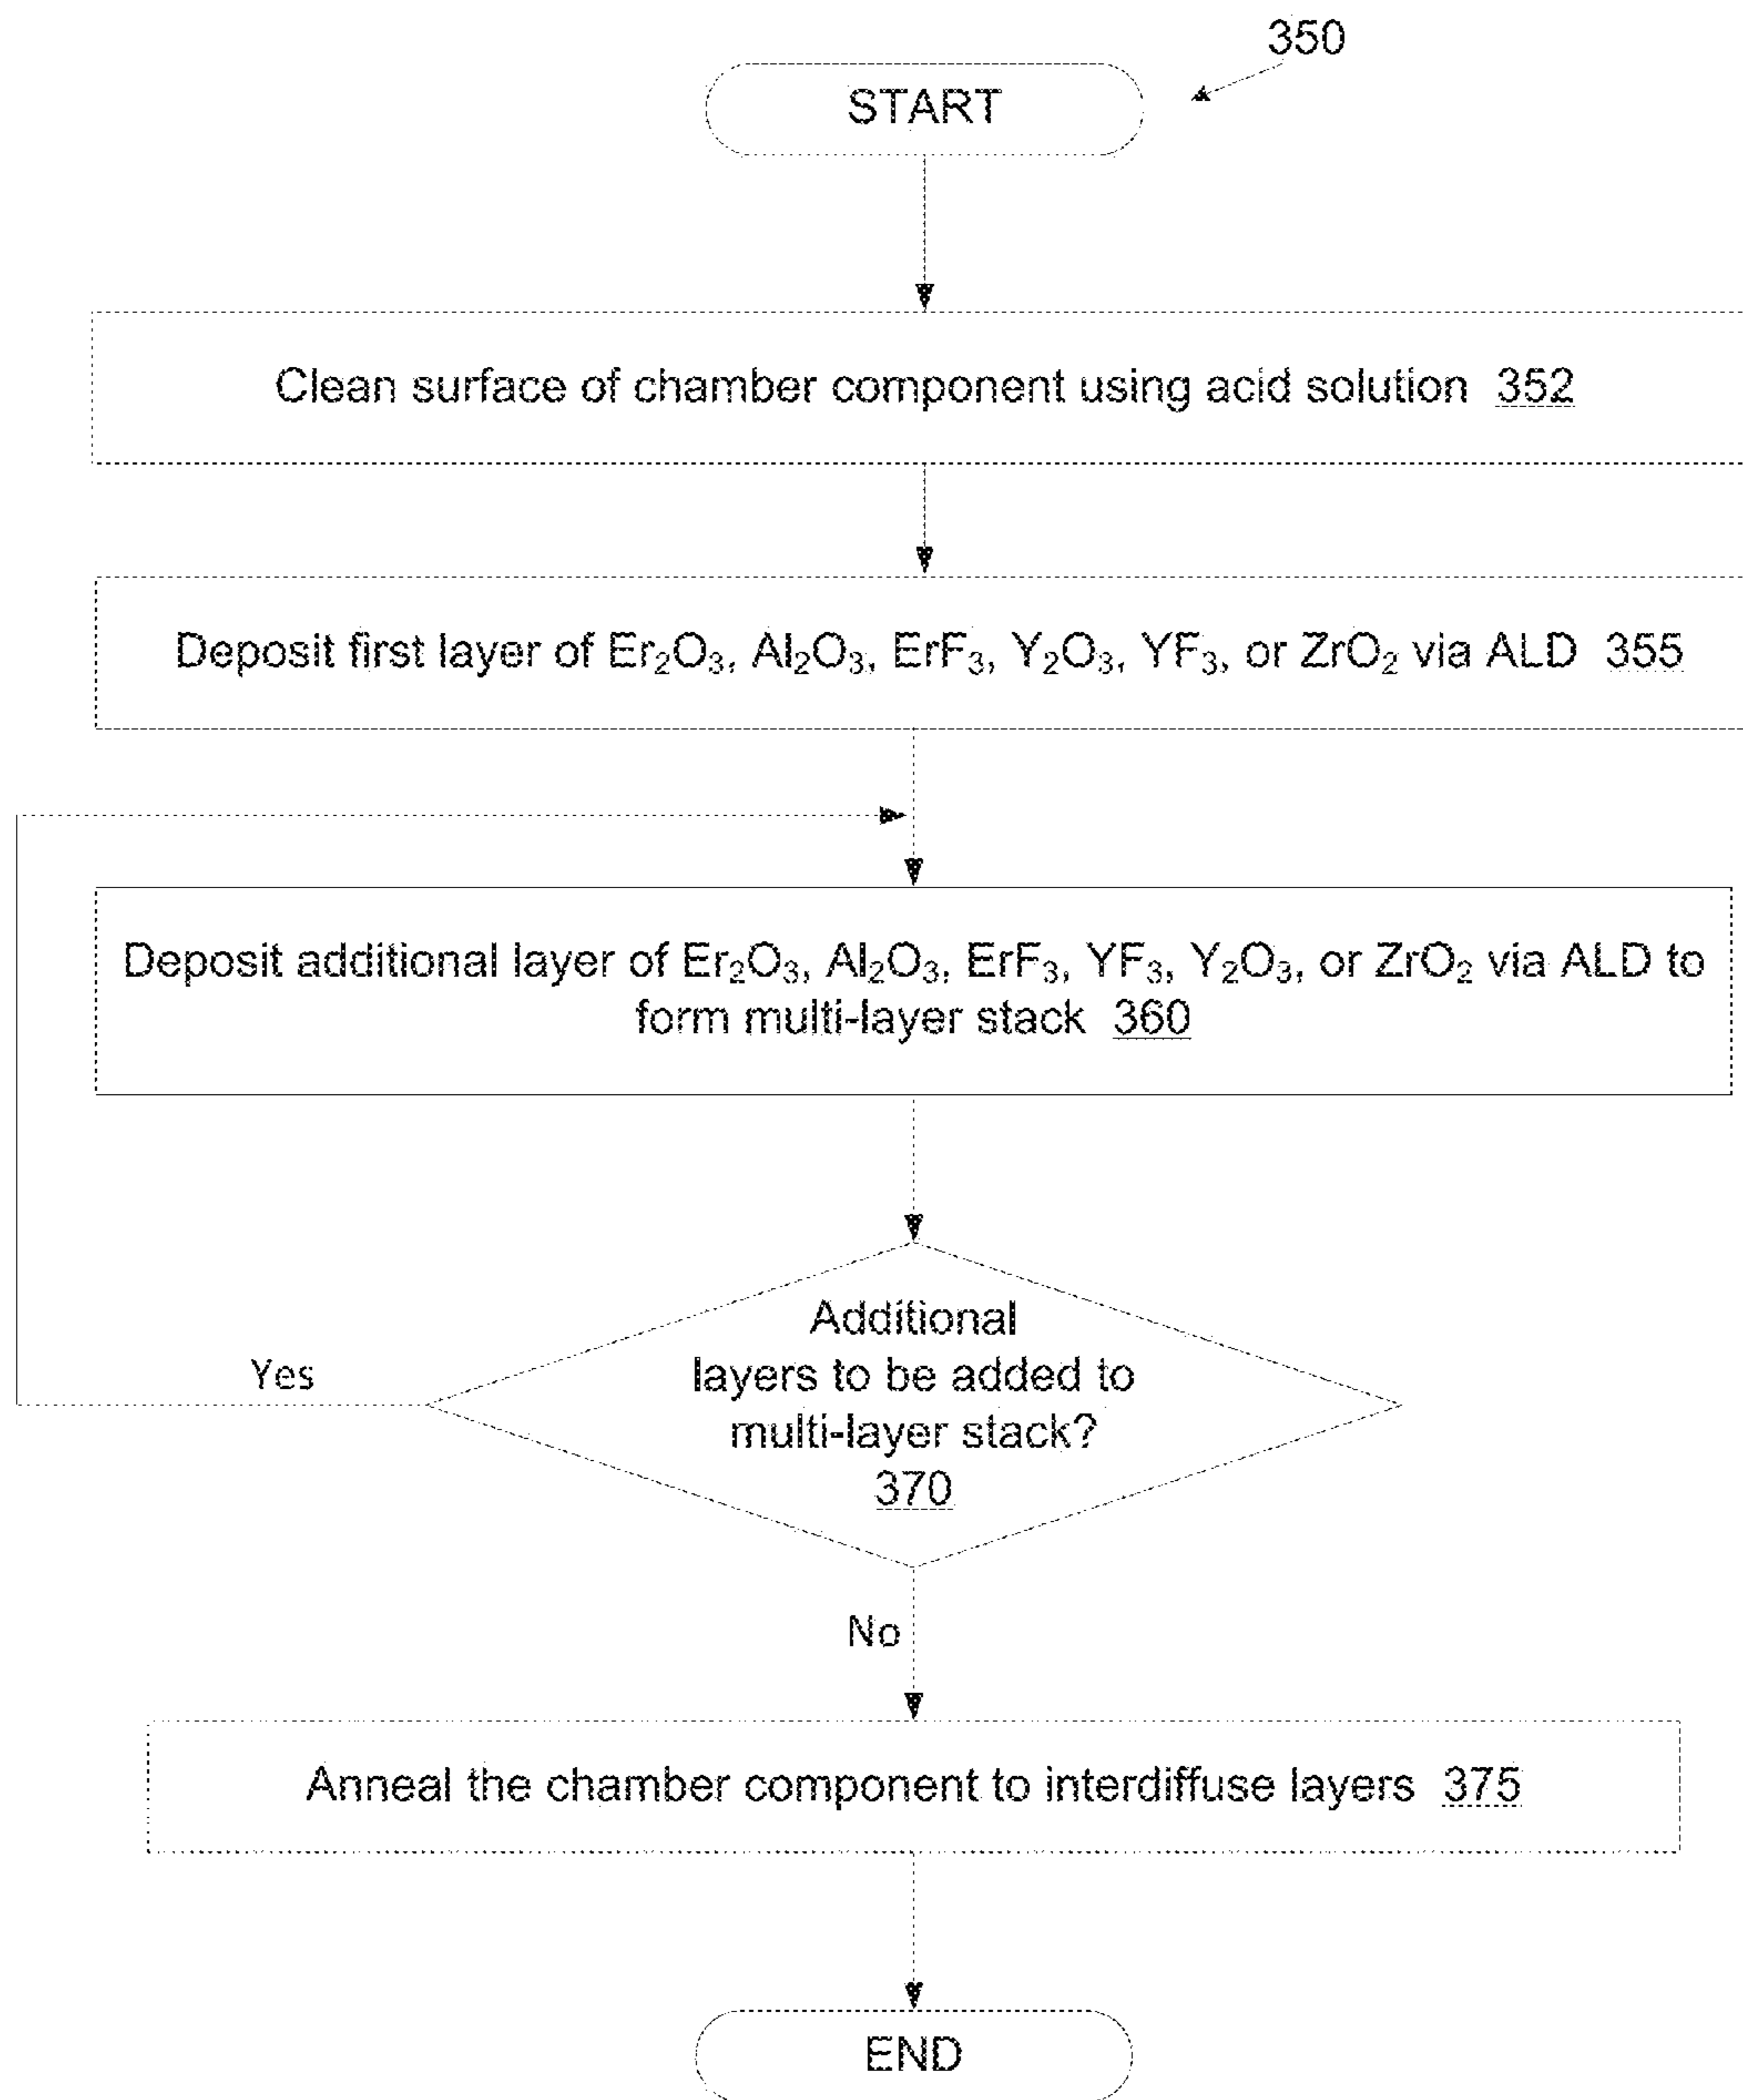 350
START
Clean surface of chamber component using acid solution 352
Deposit first layer of Er₂O₃, Al₂O₃, ErF₃, Y₂O₃, YF₃, or ZrO₂ via ALD 355
Deposit additional layer of Er₂O₃, Al₂O₃, ErF₃, YF₃, Y₂O₃, or ZrO₂ via ALD to
form multi-layer stack 360
Additional
layers to be added to
multi-layer stack?
370
Yes
No
Anneal the chamber component to interdiffuse layers 375
END